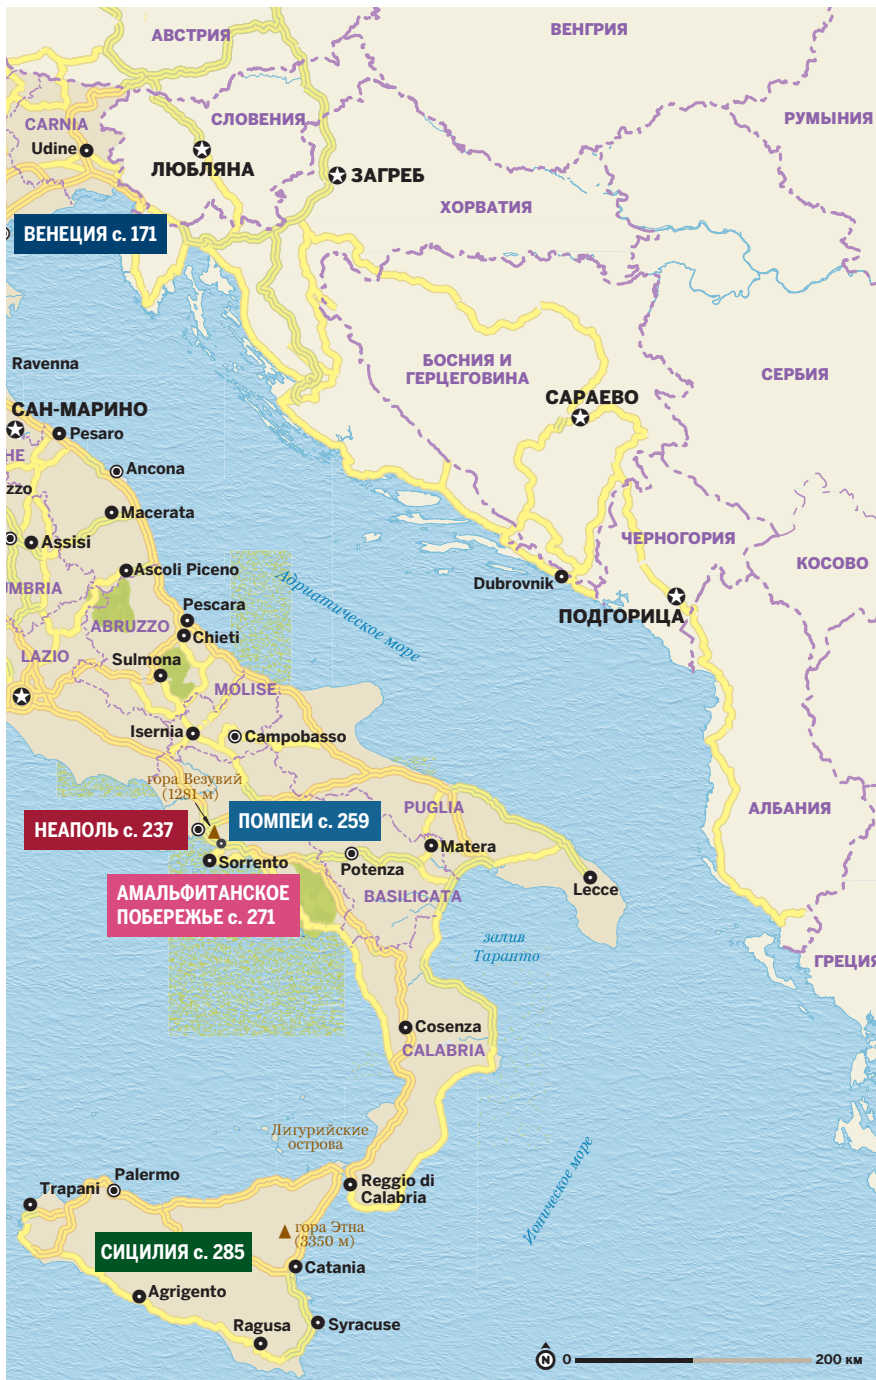 АВСТРИЯ
ВЕНГРИЯ
РУМЫНИЯ
CARNIA
СЛОВЕНИЯ
Udine
ЛЮБЛЯНА
ЗАГРЕБ
ХОРВАТИЯ
ВЕНЕЦИЯ с. 171
Ravenna
БОСНИЯ И
ГЕРЦЕГОВИНА
СЕРБИЯ
САРАЕВО
САН-МАРИНО
Pesaro
HE
Ancona
zzo
Macerata
Assisi
ЧЕРНОГОРИЯ
КОСОВО
Ascoli Piceno
UMBRIA
Адриатическое море
Dubrovnik
Pescara
ABRUZZO
Chieti
ПОДГОРИЦА
LAZIO
Sulmona
MOLISE
Isernia
Campobasso
гора Везувий
(1281 м)
PUGLIA
АЛБАНИЯ
НЕАПОЛЬ с. 237
ПОМПЕИ с. 259
Sorrento
Potenza
Matera
АМАЛЬФИТАНСКОЕ
ПОБЕРЕЖЬЕ с. 271
BASILICATA
Lecce
залив
Таранто
ГРЕЦИЯ
Cosenza
CALABRIA
Лигурийские
острова
Ионическое море
Palermo
Trapani
Reggio di
Calabria
гора Этна
(3350 м)
СИЦИЛИЯ с. 285
Catania
Agrigento
Ragusa
Syracuse
N 0 200 км